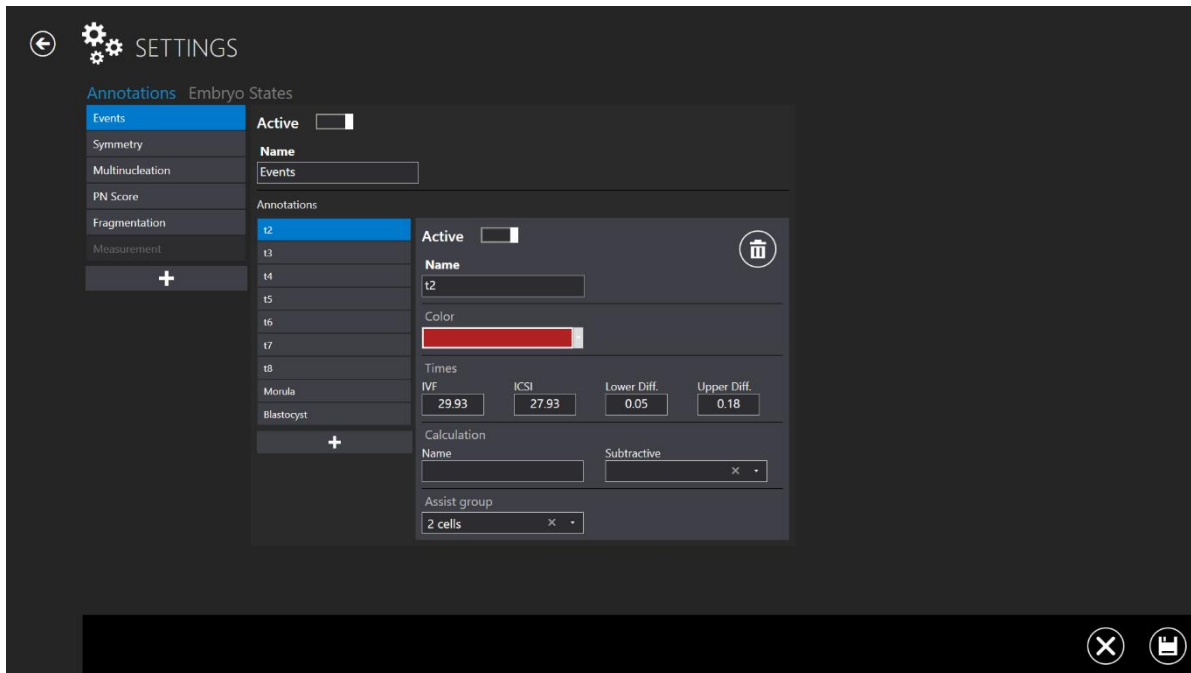 SETTINGS
Annotations Embryo States
Events
Symmetry
Multinucleation
PN Score
Fragmentation
Measurement
Active
Name
Events
Annotations
t2
t3
t4
t5
t6
t7
t8
Morula
Blastocyst
Active
Name
t2
Color
Times
IVF ICSI Lower Diff. Upper Diff.
29.93 27.93 0.05 0.18
Calculation
Name Subtractive
Assist group
2 cells